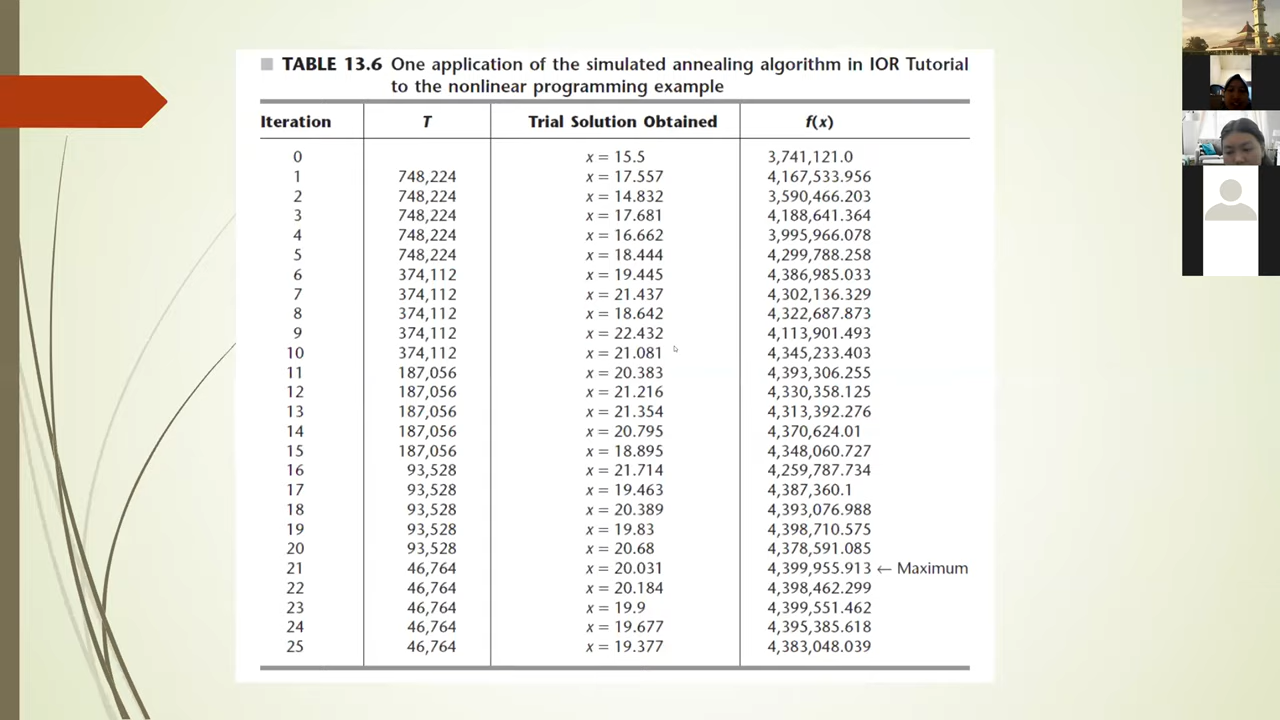 TABLE 13.6 One application of the simulated annealing algorithm in IOR Tutorial
to the nonlinear programming example
Iteration T Trial Solution Obtained f(x)
0 x = 15.5 3,741,121.0
1 748,224 x = 17.557 4,167,533.956
2 748,224 x = 14.832 3,590,466.203
3 748,224 x = 17.681 4,188,641.364
4 748,224 x = 16.662 3,995,966.078
5 748,224 x = 18.444 4,299,788.258
6 374,112 x = 19.445 4,386,985.033
7 374,112 x = 21.437 4,302,136.329
8 374,112 x = 18.642 4,322,687.873
9 374,112 x = 22.432 4,113,901.493
10 374,112 x = 21.081 4,345,233.403
11 187,056 x = 20.383 4,393,306.255
12 187,056 x = 21.216 4,330,358.125
13 187,056 x = 21.354 4,313,392.276
14 187,056 x = 20.795 4,370,624.01
15 187,056 x = 18.895 4,348,060.727
16 93,528 x = 21.714 4,259,787.734
17 93,528 x = 19.463 4,387,360.1
18 93,528 x = 20.389 4,393,076.988
19 93,528 x = 19.83 4,398,710.575
20 93,528 x = 20.68 4,378,591.085
21 46,764 x = 20.031 4,399,955.913 ← Maximum
22 46,764 x = 20.184 4,398,462.299
23 46,764 x = 19.9 4,399,551.462
24 46,764 x = 19.677 4,395,385.618
25 46,764 x = 19.377 4,383,048.039